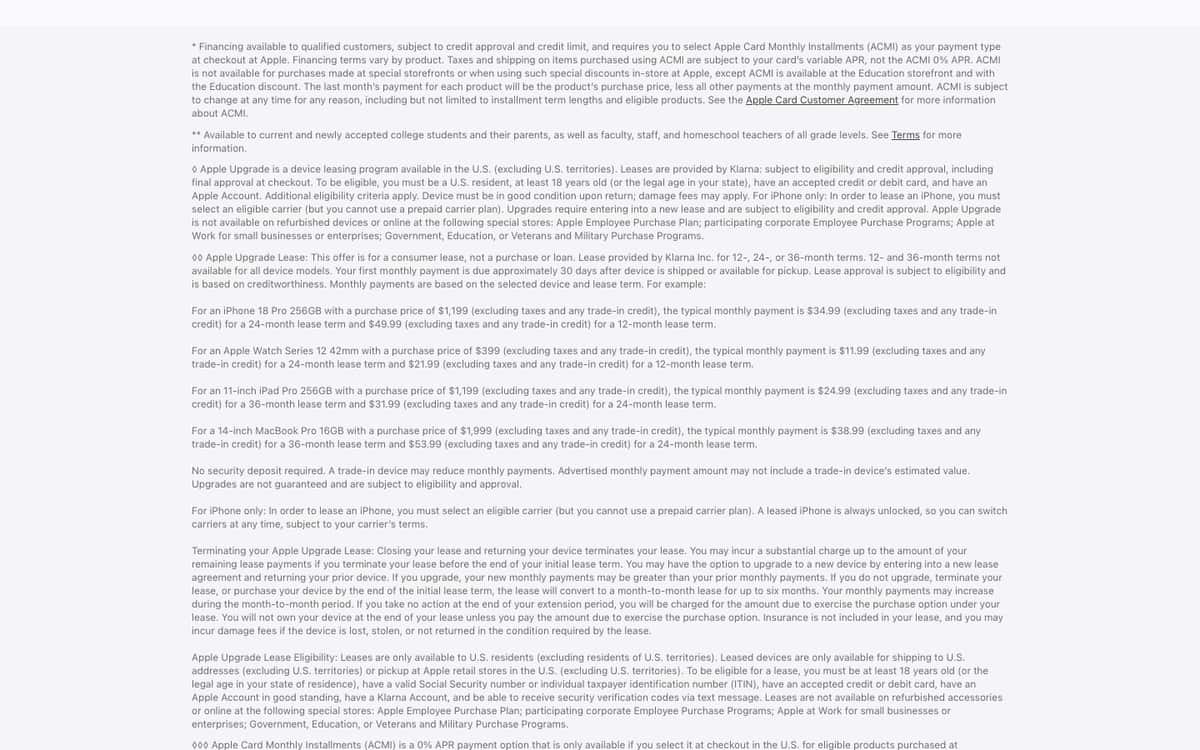 * Financing available to qualified customers, subject to credit approval and credit limit, and requires you to select Apple Card Monthly Installments (ACMI) as your payment type
at checkout at Apple. Financing terms vary by product. Taxes and shipping on items purchased using ACMI are subject to your card's variable APR, not the ACMI 0% APR. ACMI
is not available for purchases made at special storefronts or when using such special discounts in-store at Apple, except ACMI is available at the Education storefront and with
the Education discount. The last month's payment for each product will be the product's purchase price, less all other payments at the monthly payment amount. ACMI is subject
to change at any time for any reason, including but not limited to installment term lengths and eligible products. See the Apple Card Customer Agreement for more information
about ACMI.
** Available to current and newly accepted college students and their parents, as well as faculty, staff, and homeschool teachers of all grade levels. See Terms for more
information.
◊ Apple Upgrade is a device leasing program available in the U.S. (excluding U.S. territories). Leases are provided by Klarna: subject to eligibility and credit approval, including
final approval at checkout. To be eligible, you must be a U.S. resident, at least 18 years old (or the legal age in your state), have an accepted credit or debit card, and have an
Apple Account. Additional eligibility criteria apply. Device must be in good condition upon return; damage fees may apply. For iPhone only: In order to lease an iPhone, you must
select an eligible carrier (but you cannot use a prepaid carrier plan). Upgrades require entering into a new lease and are subject to eligibility and credit approval. Apple Upgrade
is not available on refurbished devices or online at the following special stores: Apple Employee Purchase Plan; participating corporate Employee Purchase Programs; Apple at
Work for small businesses or enterprises; Government, Education, or Veterans and Military Purchase Programs.
◊◊ Apple Upgrade Lease: This offer is for a consumer lease, not a purchase or loan. Lease provided by Klarna Inc. for 12-, 24-, or 36-month terms. 12- and 36-month terms not
available for all device models. Your first monthly payment is due approximately 30 days after device is shipped or available for pickup. Lease approval is subject to eligibility and
is based on creditworthiness. Monthly payments are based on the selected device and lease term. For example:
For an iPhone 18 Pro 256GB with a purchase price of $1,199 (excluding taxes and any trade-in credit), the typical monthly payment is $34.99 (excluding taxes and any trade-in
credit) for a 24-month lease term and $49.99 (excluding taxes and any trade-in credit) for a 12-month lease term.
For an Apple Watch Series 12 42mm with a purchase price of $399 (excluding taxes and any trade-in credit), the typical monthly payment is $11.99 (excluding taxes and any
trade-in credit) for a 24-month lease term and $21.99 (excluding taxes and any trade-in credit) for a 12-month lease term.
For an 11-inch iPad Pro 256GB with a purchase price of $1,199 (excluding taxes and any trade-in credit), the typical monthly payment is $24.99 (excluding taxes and any trade-in
credit) for a 36-month lease term and $31.99 (excluding taxes and any trade-in credit) for a 24-month lease term.
For a 14-inch MacBook Pro 16GB with a purchase price of $1,999 (excluding taxes and any trade-in credit), the typical monthly payment is $38.99 (excluding taxes and any
trade-in credit) for a 36-month lease term and $53.99 (excluding taxes and any trade-in credit) for a 24-month lease term.
No security deposit required. A trade-in device may reduce monthly payments. Advertised monthly payment amount may not include a trade-in device's estimated value.
Upgrades are not guaranteed and are subject to eligibility and approval.
For iPhone only: In order to lease an iPhone, you must select an eligible carrier (but you cannot use a prepaid carrier plan). A leased iPhone is always unlocked, so you can switch
carriers at any time, subject to your carrier's terms.
Terminating your Apple Upgrade Lease: Closing your lease and returning your device terminates your lease. You may incur a substantial charge up to the amount of your
remaining lease payments if you terminate your lease before the end of your initial lease term. You may have the option to upgrade to a new device by entering into a new lease
agreement and returning your prior device. If you upgrade, your new monthly payments may be greater than your prior monthly payments. If you do not upgrade, terminate your
lease, or purchase your device by the end of the initial lease term, the lease will convert to a month-to-month lease for up to six months. Your monthly payments may increase
during the month-to-month period. If you take no action at the end of your extension period, you will be charged for the amount due to exercise the purchase option under your
lease. You will not own your device at the end of your lease unless you pay the amount due to exercise the purchase option. Insurance is not included in your lease, and you may
incur damage fees if the device is lost, stolen, or not returned in the condition required by the lease.
Apple Upgrade Lease Eligibility: Leases are only available to U.S. residents (excluding residents of U.S. territories). Leased devices are only available for shipping to U.S.
addresses (excluding U.S. territories) or pickup at Apple retail stores in the U.S. (excluding U.S. territories). To be eligible for a lease, you must be at least 18 years old (or the
legal age in your state of residence), have a valid Social Security number or individual taxpayer identification number (ITIN), have an accepted credit or debit card, have an
Apple Account in good standing, have a Klarna Account, and be able to receive security verification codes via text message. Leases are not available on refurbished accessories
or online at the following special stores: Apple Employee Purchase Plan; participating corporate Employee Purchase Programs; Apple at Work for small businesses or
enterprises; Government, Education, or Veterans and Military Purchase Programs.
◊◊◊ Apple Card Monthly Installments (ACMI) is a 0% APR payment option that is only available if you select it at checkout in the U.S. for eligible products purchased at